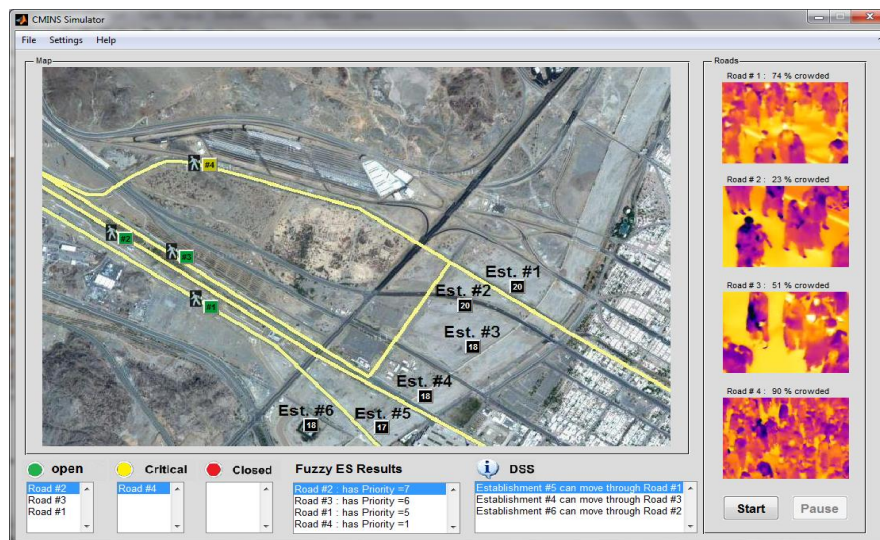 CMINS Simulator
File Settings Help
Map
#4
#2
#3
#1
Est. #1
20
Est. #2
20
Est. #3
18
Est. #4
18
Est. #5
17
Est. #6
18
Roads
Road # 1 : 74 % crowded
Road # 2 : 23 % crowded
Road # 3 : 51 % crowded
Road # 4 : 90 % crowded
Start Pause
open
Road #2
Road #3
Road #1
Critical
Road #4
Closed
Fuzzy ES Results
Road #2 : has Priority =7
Road #3 : has Priority =6
Road #1 : has Priority =5
Road #4 : has Priority =1
DSS
Establishment #5 can move through Road #1
Establishment #4 can move through Road #3
Establishment #6 can move through Road #2